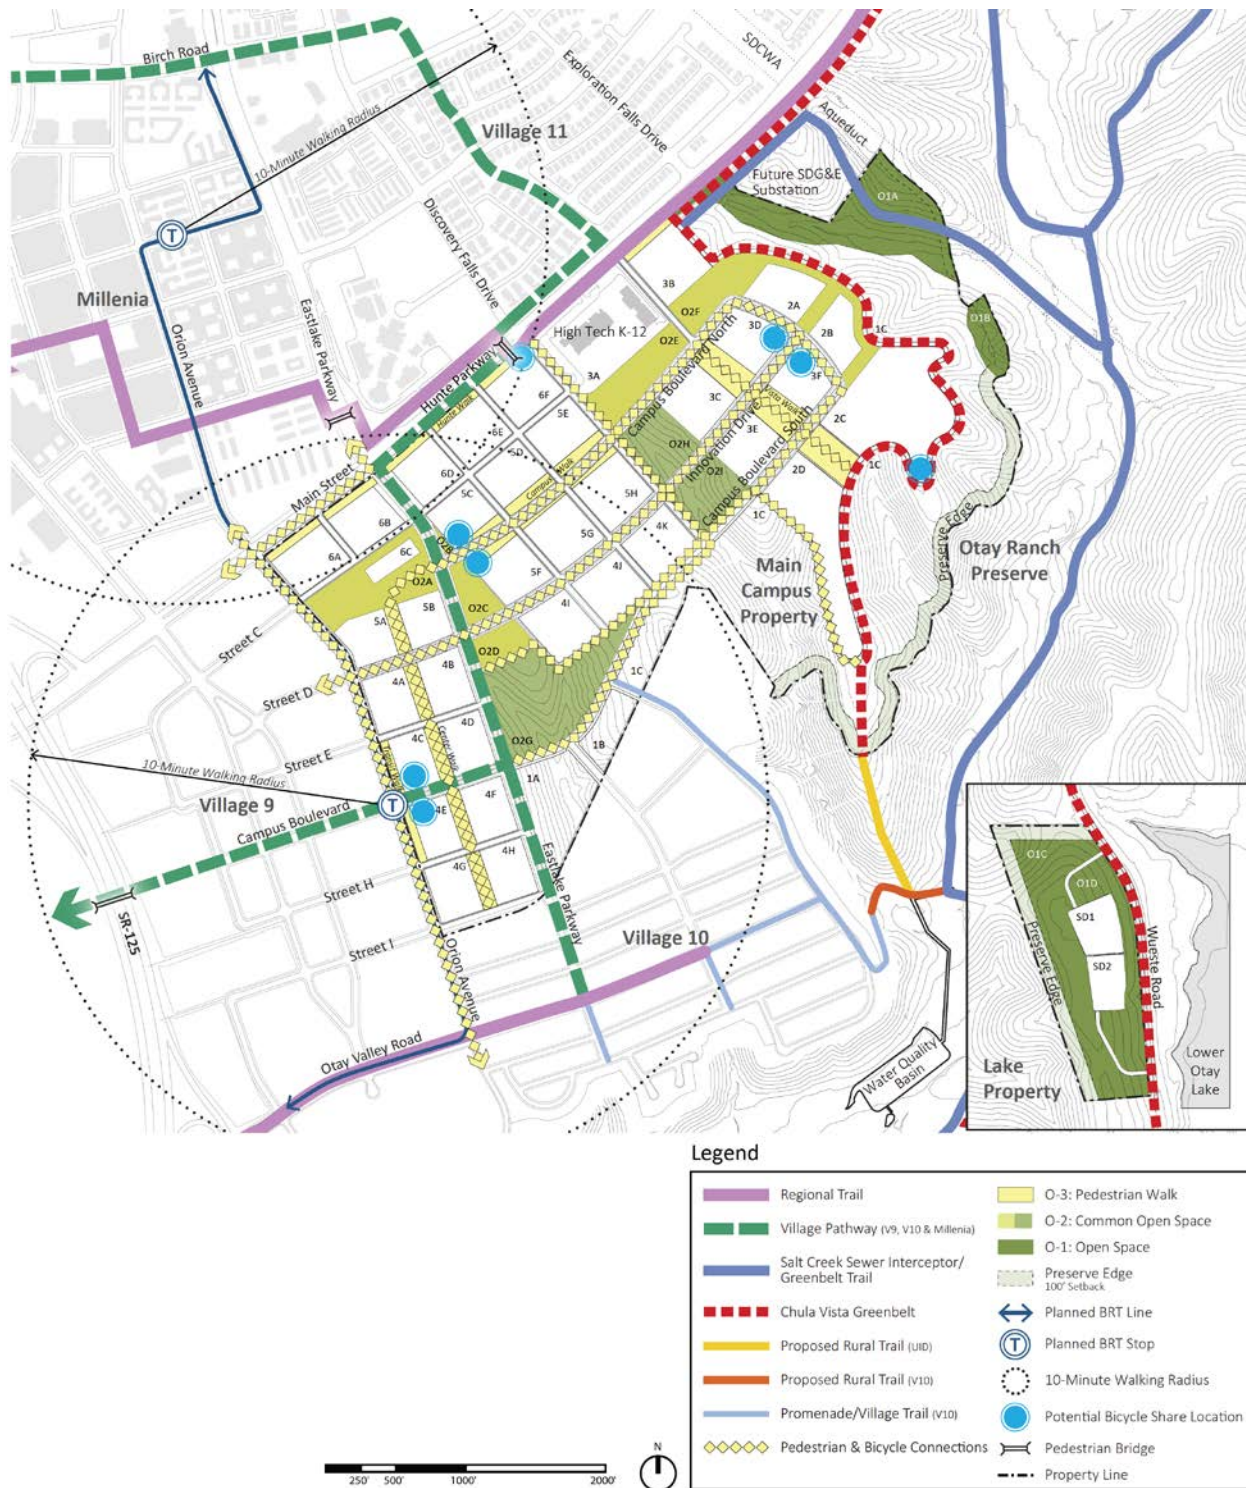 Birch Road
SDCWA
Aqueduct
Exploration Falls Drive
10-Minute Walking Radius
Village 11
Future SDG&E
Substation
O1A
Discovery Falls Drive
T
Millenia
Orion Avenue
Eastlake Parkway
3B
O2F
2A
O1B
High Tech K-12
O2E
3D
2B
1C
Hunte Parkway
Hunte Walk
3A
Campus Boulevard North
3F
6F
5E
3C
Vista Walk
2C
6E
5D
Innovation Drive
3E
Campus Boulevard South
Main Street
6D
Campus Walk
O2H
O2I
2D
1C
5C
5H
6B
O2B
5G
4K
1C
6A
6C
O2A
5F
4J
Main
Campus
Property
Preserve Edge
Otay Ranch
Preserve
Street C
5A
5B
O2C
4I
O2D
1C
Street D
4A
4B
4D
O2G
1B
Street E
4C
Transit Walk
Center Walk
1A
10-Minute Walking Radius
Village 9
T
4E
4F
Campus Boulevard
4G
4H
Eastlake Parkway
Street H
SR-125
Street I
Orion Avenue
Village 10
Otay Valley Road
Water Quality
Basin
O1C
O1D
SD1
SD2
Preserve Edge
Wueste Road
Lake
Property
Lower
Otay
Lake
Legend
Regional Trail
Village Pathway (V9, V10 & Millenia)
Salt Creek Sewer Interceptor/
Greenbelt Trail
Chula Vista Greenbelt
Proposed Rural Trail (UID)
Proposed Rural Trail (V10)
Promenade/Village Trail (V10)
Pedestrian & Bicycle Connections
O-3: Pedestrian Walk
O-2: Common Open Space
O-1: Open Space
Preserve Edge
100' Setback
Planned BRT Line
T
Planned BRT Stop
10-Minute Walking Radius
Potential Bicycle Share Location
Pedestrian Bridge
Property Line
250' 500' 1000' 2000'
N